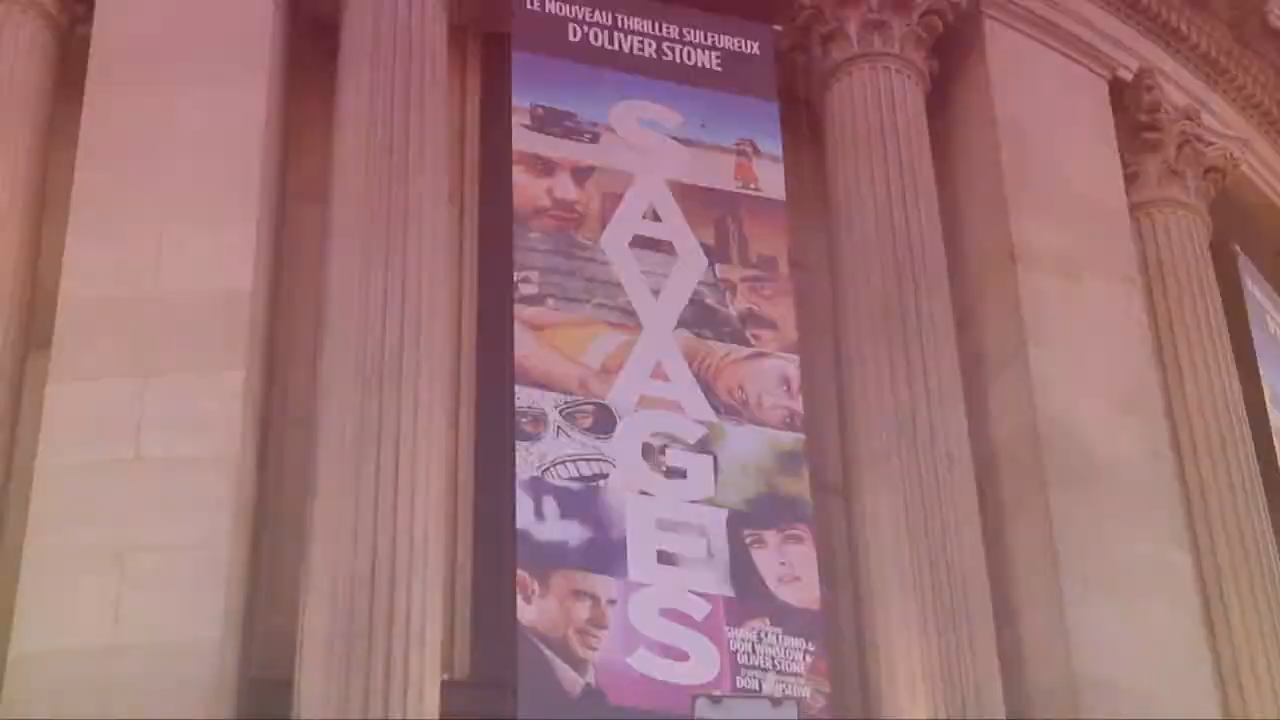 LE NOUVEAU THRILLER SULFUREUX
D'OLIVER STONE
SAVAGES
SHANE SALERNO &
DON WINSLOW &
OLIVER STONE
DON WINSLOW